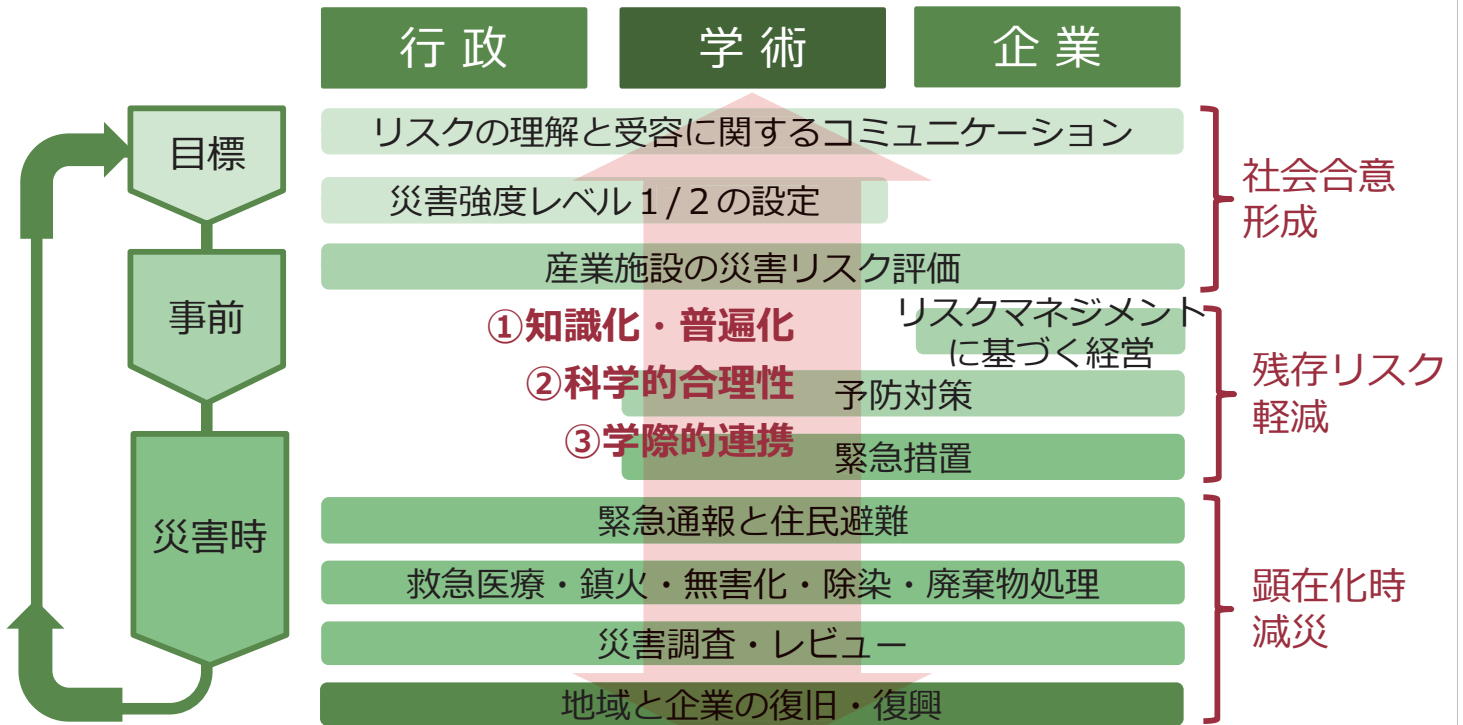 行 政
学 術
企 業
目標
事前
災害時
リスクの理解と受容に関するコミュニケーション
災害強度レベル1/2の設定
産業施設の災害リスク評価
社会合意
形成
①知識化・普遍化
②科学的合理性
③学際的連携
リスクマネジメント
に基づく経営
予防対策
緊急措置
残存リスク
軽減
緊急通報と住民避難
救急医療・鎮火・無害化・除染・廃棄物処理
災害調査・レビュー
地域と企業の復旧・復興
顕在化時
減災